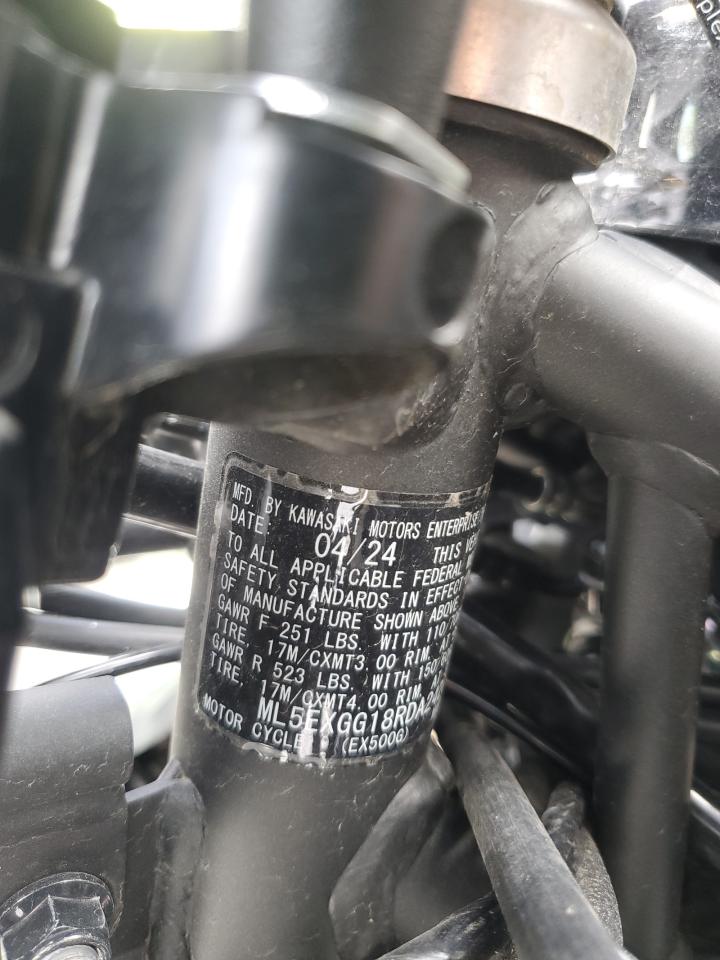 MFD. BY KAWASAKI MOTORS ENTERPRISE
DATE: 04/24 THIS
TO ALL APPLICABLE FEDERAL
SAFETY STANDARDS IN EFFECT
OF MANUFACTURE SHOWN ABOVE
GAWR F 251 LBS. WITH 110
TIRE, 17M/CXMT3.00 RIM,
GAWR R 523 LBS. WITH 150
TIRE, 17M/CXMT4.00 RIM,
ML5EXGG18RDA
MOTOR CYCLE (EX500G)